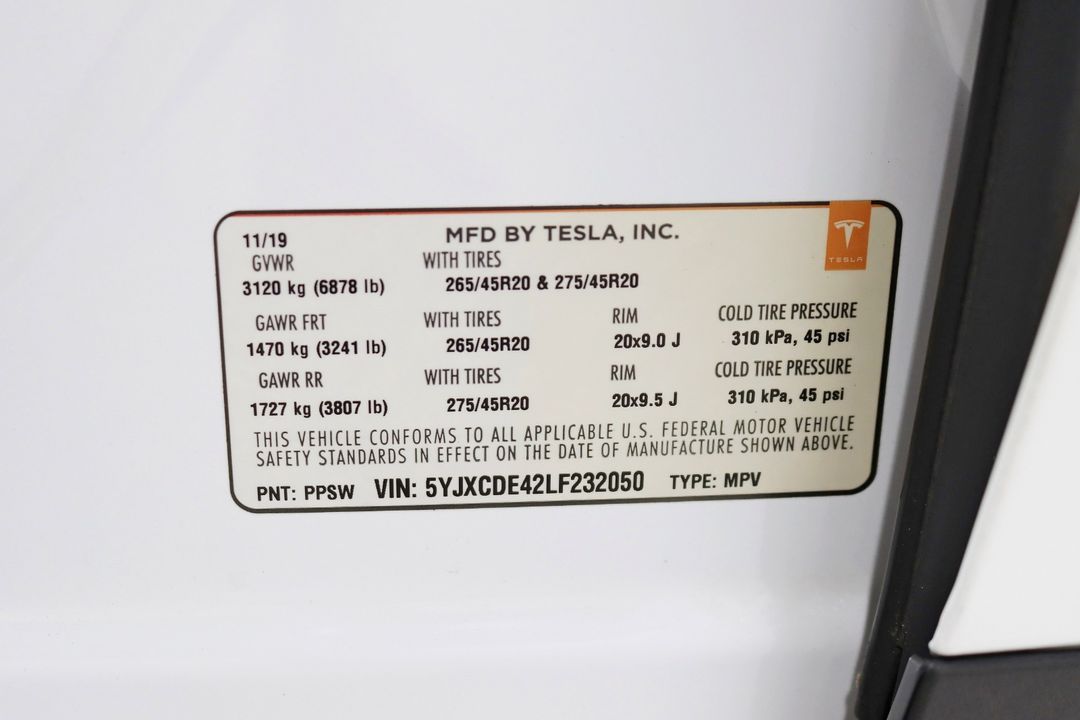 11/19 MFD BY TESLA, INC.
TESLA
GVWR WITH TIRES
3120 kg (6878 lb) 265/45R20 & 275/45R20
GAWR FRT WITH TIRES RIM COLD TIRE PRESSURE
1470 kg (3241 lb) 265/45R20 20x9.0 J 310 kPa, 45 psi
GAWR RR WITH TIRES RIM COLD TIRE PRESSURE
1727 kg (3807 lb) 275/45R20 20x9.5 J 310 kPa, 45 psi
THIS VEHICLE CONFORMS TO ALL APPLICABLE U.S. FEDERAL MOTOR VEHICLE
SAFETY STANDARDS IN EFFECT ON THE DATE OF MANUFACTURE SHOWN ABOVE.
PNT: PPSW VIN: 5YJXCDE42LF232050 TYPE: MPV